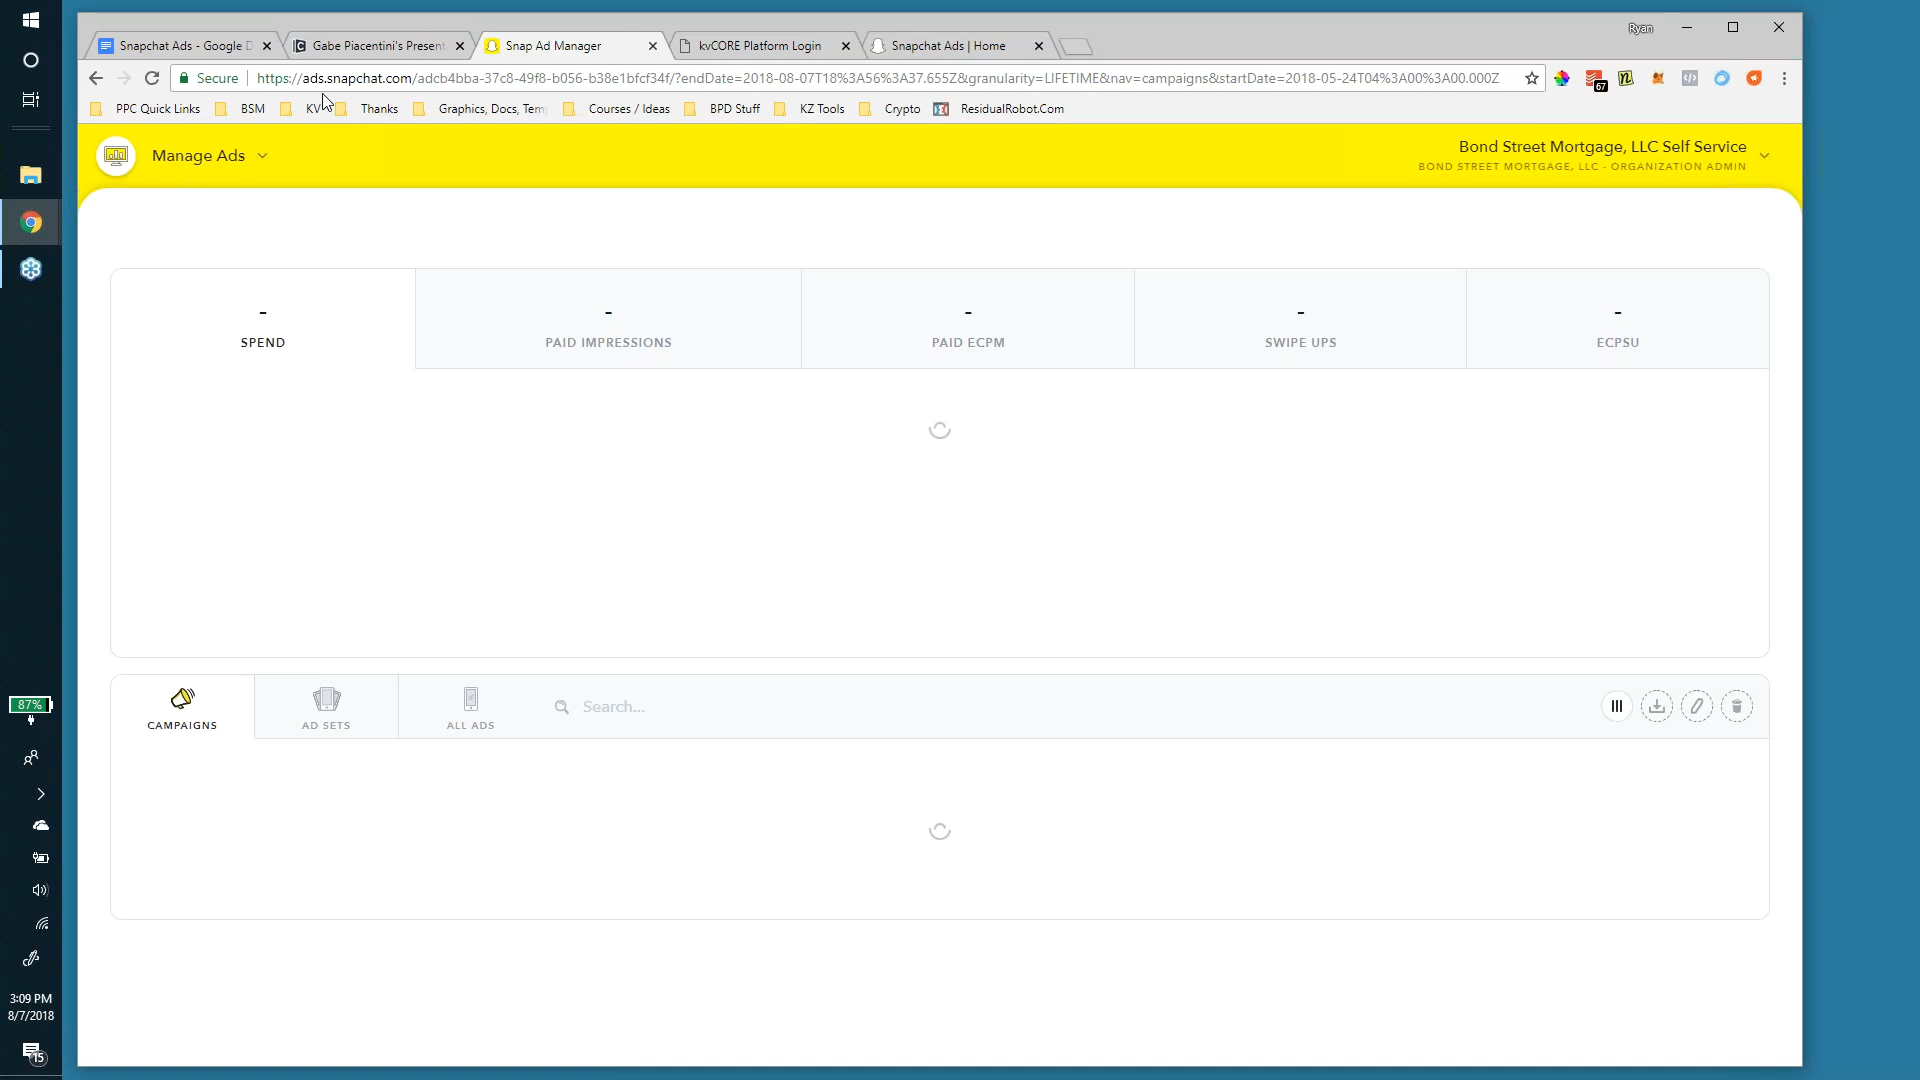 Ryan
Snapchat Ads - Google D
Gabe Piacentini's Present
Snap Ad Manager
kvCORE Platform Login
Snapchat Ads | Home
Secure
https://ads.snapchat.com/adcb4bba-37c8-49f8-b056-b38e1bfcf34f/?endDate=2018-08-07T18%3A56%3A37.655Z&granularity=LIFETIME&nav=campaigns&startDate=2018-05-24T04%3A00%3A00.000Z
67
PPC Quick Links
BSM
KV
Thanks
Graphics, Docs, Tem
Courses / Ideas
BPD Stuff
KZ Tools
Crypto
ResidualRobot.Com
Manage Ads
Bond Street Mortgage, LLC Self Service
BOND STREET MORTGAGE, LLC - ORGANIZATION ADMIN
- - - - -
SPEND
PAID IMPRESSIONS
PAID ECPM
SWIPE UPS
ECPSU
CAMPAIGNS
AD SETS
ALL ADS
Search...
87%
3:09 PM
8/7/2018
15